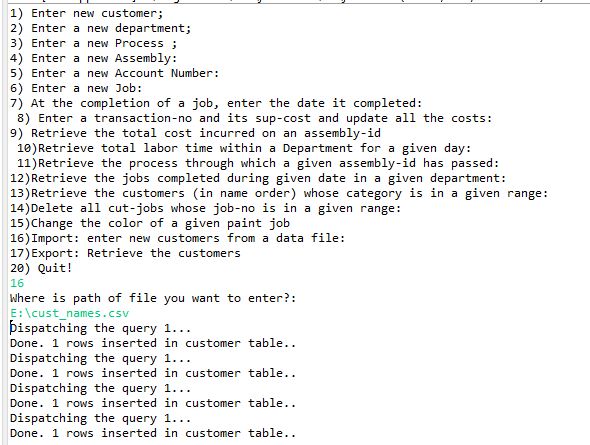 1) Enter new customer;
2) Enter a new department;
3) Enter a new Process ;
4) Enter a new Assembly:
5) Enter a new Account Number:
6) Enter a new Job:
7) At the completion of a job, enter the date it completed:
8) Enter a transaction-no and its sup-cost and update all the costs:
9) Retrieve the total cost incurred on an assembly-id
10)Retrieve total labor time within a Department for a given day:
11)Retrieve the process through which a given assembly-id has passed:
12)Retrieve the jobs completed during given date in a given department:
13)Retrieve the customers (in name order) whose category is in a given range:
14)Delete all cut-jobs whose job-no is in a given range:
15)Change the color of a given paint job
16)Import: enter new customers from a data file:
17)Export: Retrieve the customers
20) Quit!
16
Where is path of file you want to enter?:
E:\cust_names.csv
Dispatching the query 1...
Done. 1 rows inserted in customer table..
Dispatching the query 1...
Done. 1 rows inserted in customer table..
Dispatching the query 1...
Done. 1 rows inserted in customer table..
Dispatching the query 1...
Done. 1 rows inserted in customer table..